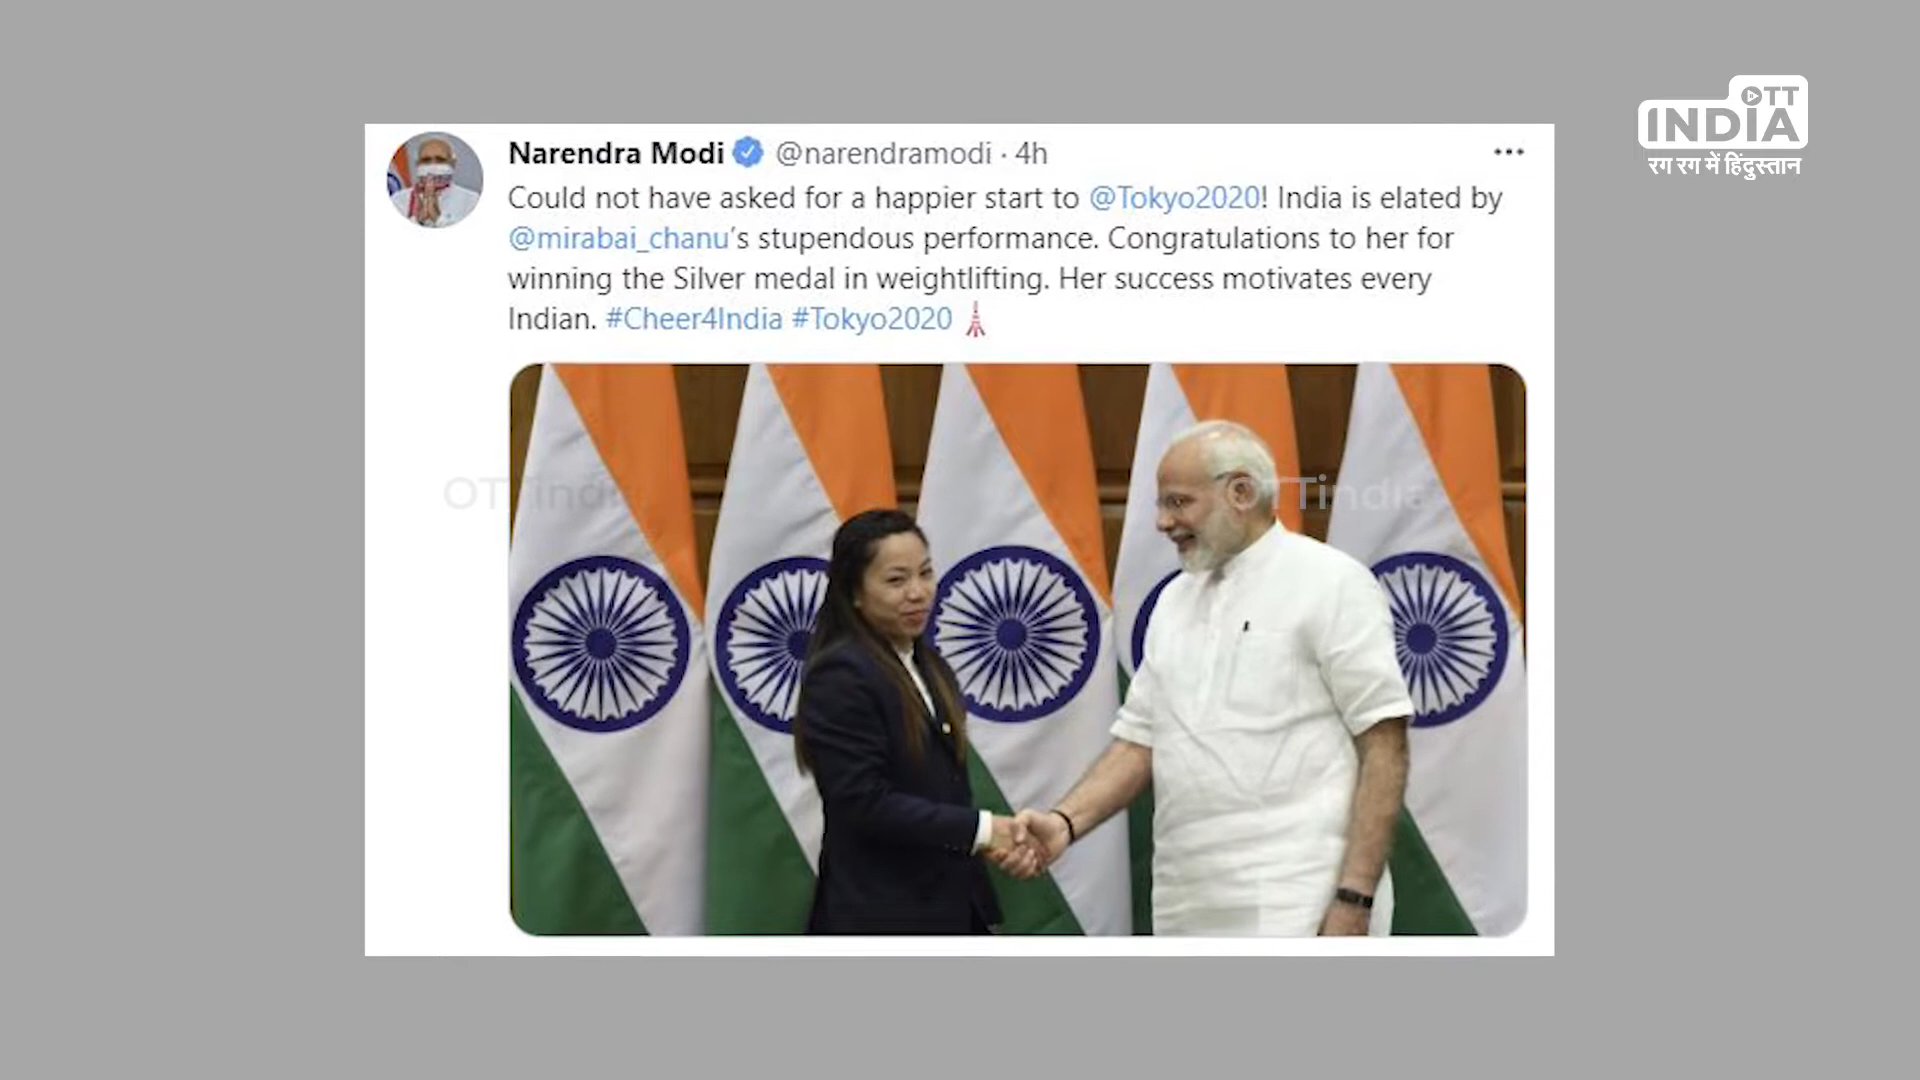 OTT
INDIA
रग रग में हिंदुस्तान
Narendra Modi @narendramodi · 4h
Could not have asked for a happier start to @Tokyo2020! India is elated by
@mirabai_chanu's stupendous performance. Congratulations to her for
winning the Silver medal in weightlifting. Her success motivates every
Indian. #Cheer4India #Tokyo2020
OTTindia
OTTindia